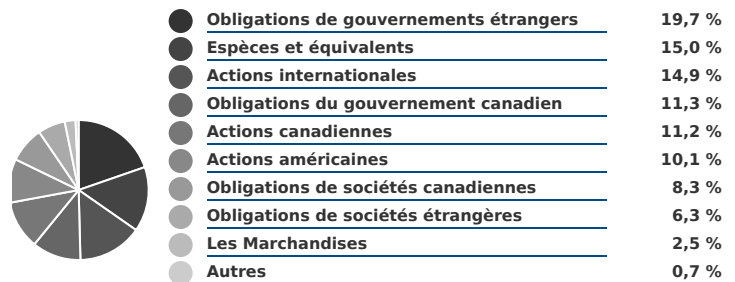 Obligations de gouvernements étrangers 19,7 %
Espèces et équivalents 15,0 %
Actions internationales 14,9 %
Obligations du gouvernement canadien 11,3 %
Actions canadiennes 11,2 %
Actions américaines 10,1 %
Obligations de sociétés canadiennes 8,3 %
Obligations de sociétés étrangères 6,3 %
Les Marchandises 2,5 %
Autres 0,7 %